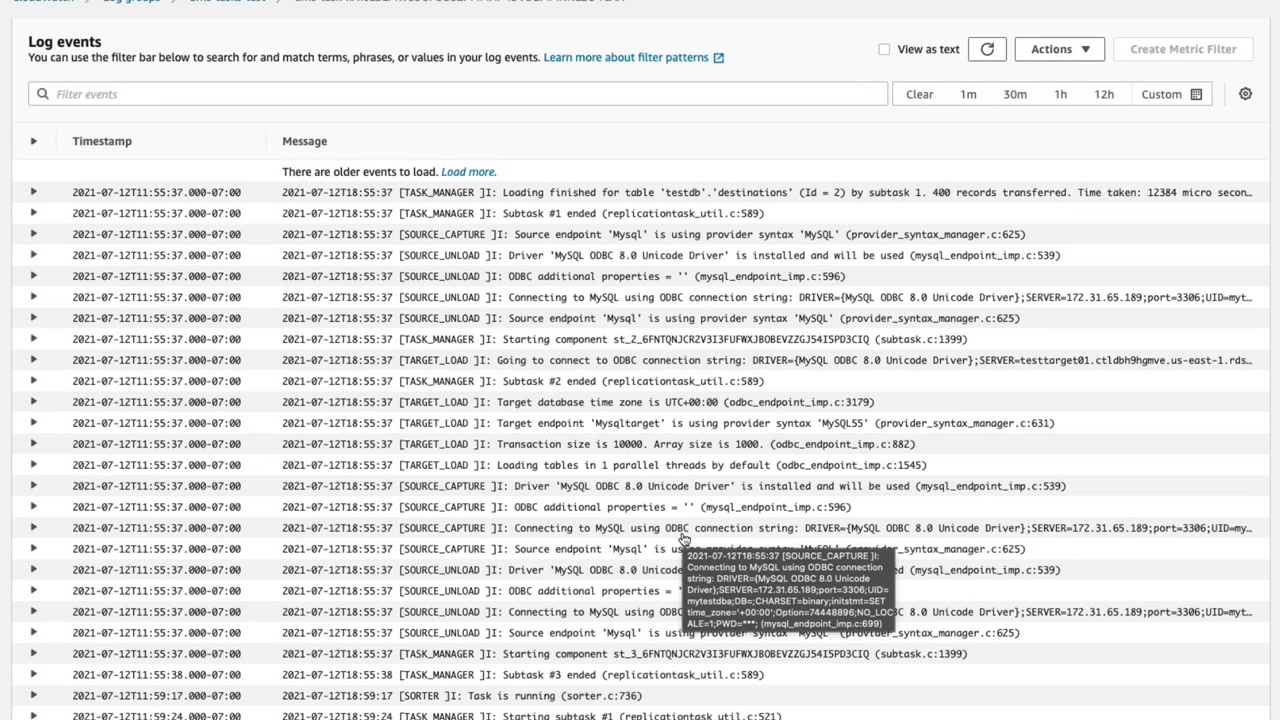 Log events
You can use the filter bar below to search for and match terms, phrases, or values in your log events. Learn more about filter patterns
View as text
Actions
Create Metric Filter
Filter events
Clear 1m 30m 1h 12h Custom
Timestamp Message
There are older events to load. Load more.
2021-07-12T11:55:37.000-07:00 2021-07-12T18:55:37 [TASK_MANAGER ]I: Loading finished for table 'testdb'.'destinations' (Id = 2) by subtask 1. 400 records transferred. Time taken: 12384 micro secon…
2021-07-12T11:55:37.000-07:00 2021-07-12T18:55:37 [TASK_MANAGER ]I: Subtask #1 ended (replicationtask_util.c:589)
2021-07-12T11:55:37.000-07:00 2021-07-12T18:55:37 [SOURCE_CAPTURE ]I: Source endpoint 'Mysql' is using provider syntax 'MySQL' (provider_syntax_manager.c:625)
2021-07-12T11:55:37.000-07:00 2021-07-12T18:55:37 [SOURCE_UNLOAD ]I: Driver 'MySQL ODBC 8.0 Unicode Driver' is installed and will be used (mysql_endpoint_imp.c:539)
2021-07-12T11:55:37.000-07:00 2021-07-12T18:55:37 [SOURCE_UNLOAD ]I: ODBC additional properties = '' (mysql_endpoint_imp.c:596)
2021-07-12T11:55:37.000-07:00 2021-07-12T18:55:37 [SOURCE_UNLOAD ]I: Connecting to MySQL using ODBC connection string: DRIVER={MySQL ODBC 8.0 Unicode Driver};SERVER=172.31.65.189;port=3306;UID=myt…
2021-07-12T11:55:37.000-07:00 2021-07-12T18:55:37 [SOURCE_UNLOAD ]I: Source endpoint 'Mysql' is using provider syntax 'MySQL' (provider_syntax_manager.c:625)
2021-07-12T11:55:37.000-07:00 2021-07-12T18:55:37 [TASK_MANAGER ]I: Starting component st_2_6FNTQNJCR2V3I3FUFWXJBOBEVZZGJ54I5PD3CIQ (subtask.c:1399)
2021-07-12T11:55:37.000-07:00 2021-07-12T18:55:37 [TARGET_LOAD ]I: Going to connect to ODBC connection string: DRIVER={MySQL ODBC 8.0 Unicode Driver};SERVER=testtarget01.ctldbh9hgmve.us-east-1.rds…
2021-07-12T11:55:37.000-07:00 2021-07-12T18:55:37 [TASK_MANAGER ]I: Subtask #2 ended (replicationtask_util.c:589)
2021-07-12T11:55:37.000-07:00 2021-07-12T18:55:37 [TARGET_LOAD ]I: Target database time zone is UTC+00:00 (odbc_endpoint_imp.c:3179)
2021-07-12T11:55:37.000-07:00 2021-07-12T18:55:37 [TARGET_LOAD ]I: Target endpoint 'Mysqltarget' is using provider syntax 'MySQL55' (provider_syntax_manager.c:631)
2021-07-12T11:55:37.000-07:00 2021-07-12T18:55:37 [TARGET_LOAD ]I: Transaction size is 10000. Array size is 1000. (odbc_endpoint_imp.c:882)
2021-07-12T11:55:37.000-07:00 2021-07-12T18:55:37 [TARGET_LOAD ]I: Loading tables in 1 parallel threads by default (odbc_endpoint_imp.c:1545)
2021-07-12T11:55:37.000-07:00 2021-07-12T18:55:37 [SOURCE_CAPTURE ]I: Driver 'MySQL ODBC 8.0 Unicode Driver' is installed and will be used (mysql_endpoint_imp.c:539)
2021-07-12T11:55:37.000-07:00 2021-07-12T18:55:37 [SOURCE_CAPTURE ]I: ODBC additional properties = '' (mysql_endpoint_imp.c:596)
2021-07-12T11:55:37.000-07:00 2021-07-12T18:55:37 [SOURCE_CAPTURE ]I: Connecting to MySQL using ODBC connection string: DRIVER={MySQL ODBC 8.0 Unicode Driver};SERVER=172.31.65.189;port=3306;UID=my…
2021-07-12T11:55:37.000-07:00 2021-07-12T18:55:37 [SOURCE_CAPTURE ]I: Source endpoint 'Mysql' is using provider syntax 'MySQL' (provider_syntax_manager.c:625)
2021-07-12T11:55:37.000-07:00 2021-07-12T18:55:37 [SOURCE_UNLOAD ]I: Driver 'MySQL ODBC 8.0 Unic ed (mysql_endpoint_imp.c:539)
2021-07-12T11:55:37.000-07:00 2021-07-12T18:55:37 [SOURCE_UNLOAD ]I: ODBC additional properties = '
2021-07-12T11:55:37.000-07:00 2021-07-12T18:55:37 [SOURCE_UNLOAD ]I: Connecting to MySQL using ODBC C 8.0 Unicode Driver};SERVER=172.31.65.189;port=3306;UID=myt…
2021-07-12T11:55:37.000-07:00 2021-07-12T18:55:37 [SOURCE_UNLOAD ]I: Source endpoint 'Mysql' is using provider syntax 'MySQL' (provider_syntax_manager.c:625)
2021-07-12T11:55:37.000-07:00 2021-07-12T18:55:37 [TASK_MANAGER ]I: Starting component st_3_6FNTQNJCR2V3I3FUFWXJBOBEVZZGJ54I5PD3CIQ (subtask.c:1399)
2021-07-12T11:55:38.000-07:00 2021-07-12T18:55:38 [TASK_MANAGER ]I: Subtask #3 ended (replicationtask_util.c:589)
2021-07-12T11:59:17.000-07:00 2021-07-12T18:59:17 [SORTER ]I: Task is running (sorter.c:736)
2021-07-12T11:59:24.000-07:00 2021-07-12T18:59:24 [TASK_MANAGER ]I: Starting subtask #1 (replicationtask_util.c:521)
2021-07-12T18:55:37 [SOURCE_CAPTURE ]I:
Connecting to MySQL using ODBC connection
string: DRIVER={MySQL ODBC 8.0 Unicode
Driver};SERVER=172.31.65.189;port=3306;UID=
mytestdba;DB=;CHARSET=binary;initstmt=SET
time_zone='+00:00';Option=74448896;NO_LOC
ALE=1;PWD=***; (mysql_endpoint_imp.c:699)